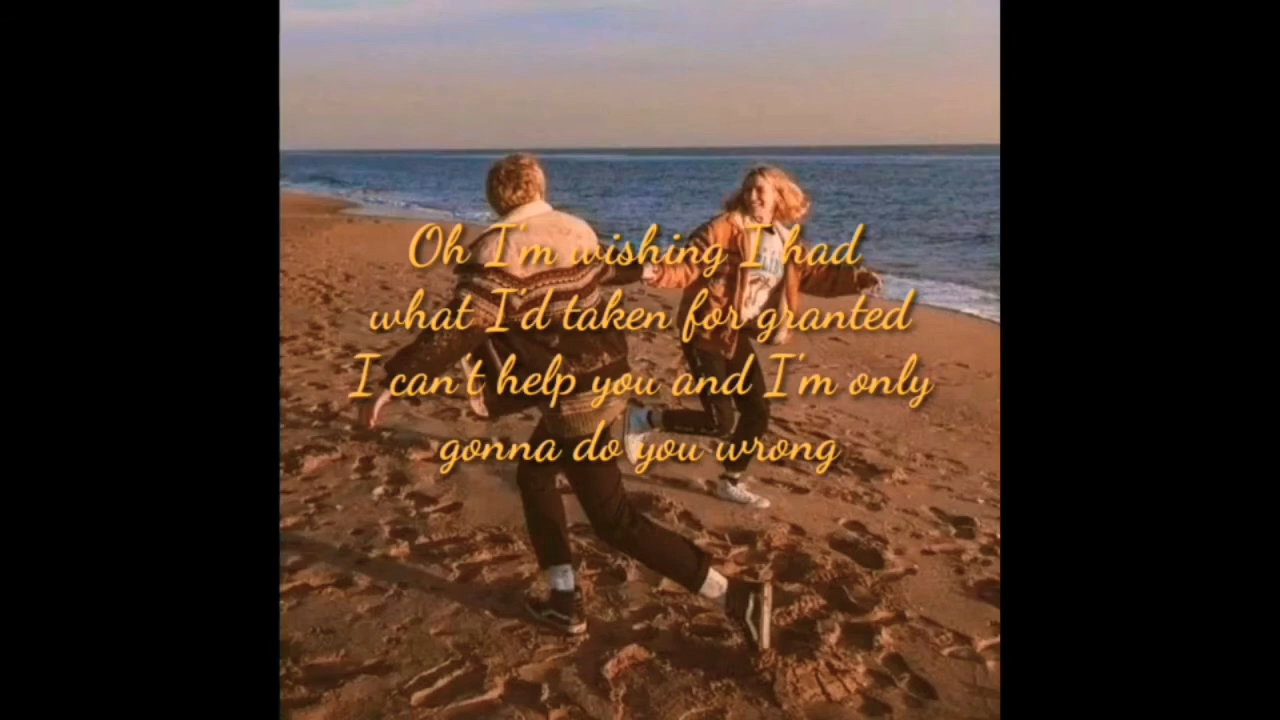 Oh I'm wishing I had
what I'd taken for granted
I can't help you and I'm only
gonna do you wrong